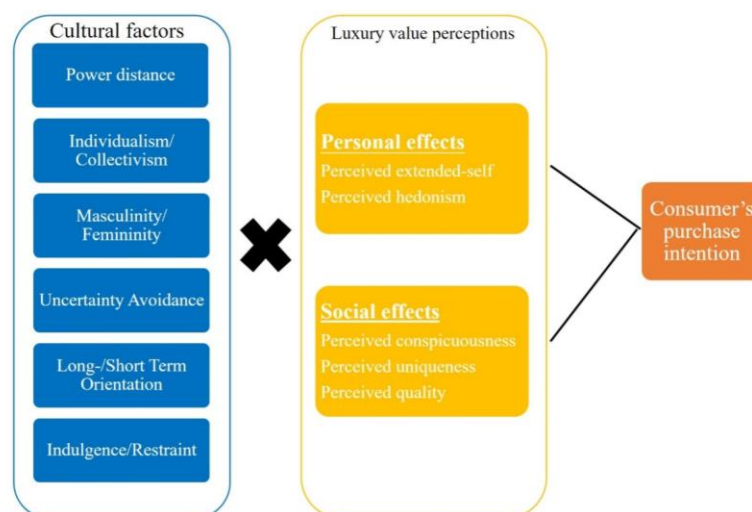 Cultural factors
Power distance
Individualism/
Collectivism
Masculinity/
Femininity
Uncertainty Avoidance
Long-/Short Term
Orientation
Indulgence/Restraint
Luxury value perceptions
Personal effects
Perceived extended-self
Perceived hedonism
Social effects
Perceived conspicuousness
Perceived uniqueness
Perceived quality
Consumer's
purchase
intention